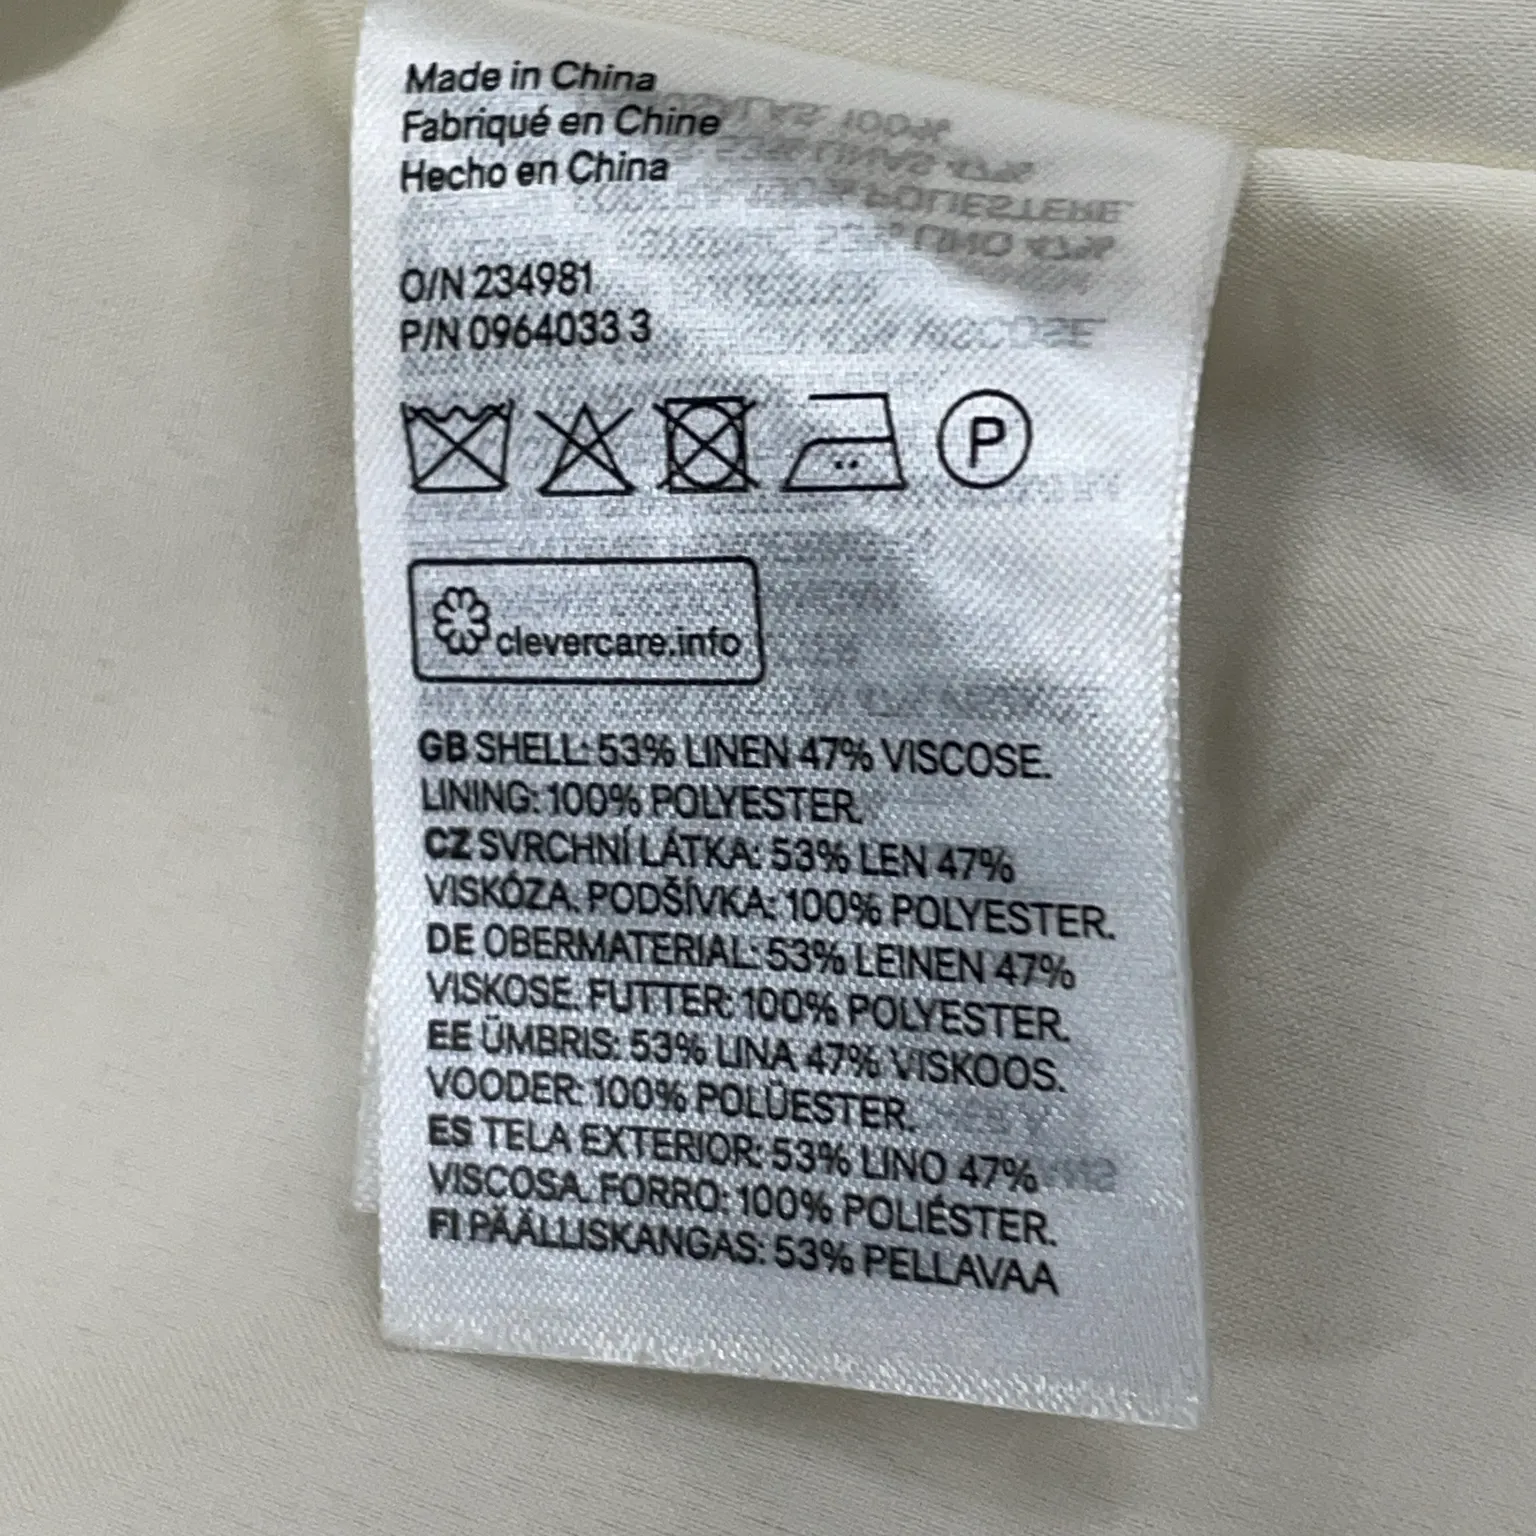 Made in China
Fabriqué en Chine
Hecho en China
O/N 234981
P/N 0964033 3
P
clevercare.info
GB SHELL: 53% LINEN 47% VISCOSE.
LINING: 100% POLYESTER.
CZ SVRCHNÍ LÁTKA: 53% LEN 47%
VISKÓZA. PODŠÍVKA: 100% POLYESTER.
DE OBERMATERIAL: 53% LEINEN 47%
VISKOSE. FUTTER: 100% POLYESTER.
EE ÜMBRIS: 53% LINA 47% VISKOOS.
VOODER: 100% POLÜESTER.
ES TELA EXTERIOR: 53% LINO 47%
VISCOSA. FORRO: 100% POLIÉSTER.
FI PÄÄLLISKANGAS: 53% PELLAVAA